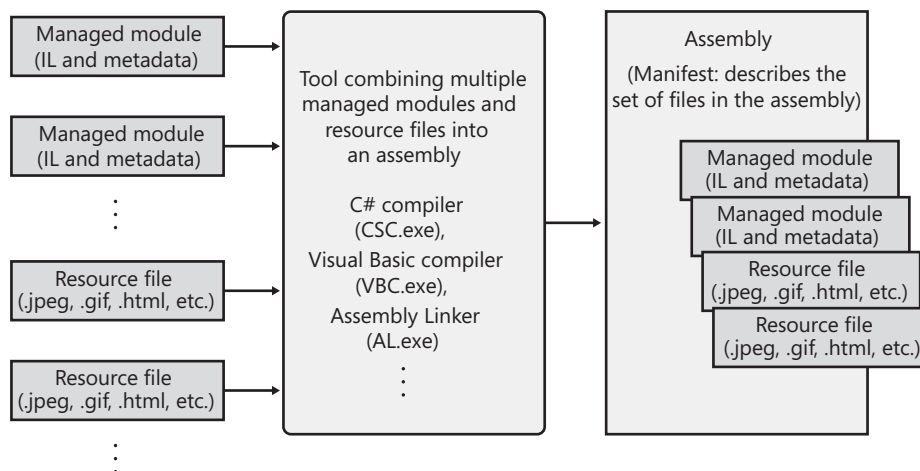 Managed module
(IL and metadata)
Managed module
(IL and metadata)
Resource file
(.jpeg, .gif, .html, etc.)
Resource file
(.jpeg, .gif, .html, etc.)
Tool combining multiple
managed modules and
resource files into
an assembly
C# compiler
(CSC.exe),
Visual Basic compiler
(VBC.exe),
Assembly Linker
(AL.exe)
Assembly
(Manifest: describes the
set of files in the assembly)
Managed module
(IL and metadata)
Managed module
(IL and metadata)
Resource file
(.jpeg, .gif, .html, etc.)
Resource file
(.jpeg, .gif, .html, etc.)